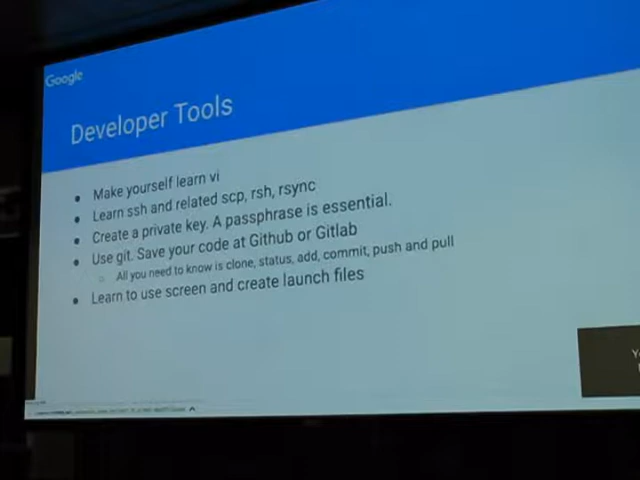 Google
Developer Tools
Make yourself learn vi
Learn ssh and related scp, rsh, rsync
Create a private key. A passphrase is essential.
Use git. Save your code at Github or Gitlab
All you need to know is clone, status, add, commit, push and pull
Learn to use screen and create launch files